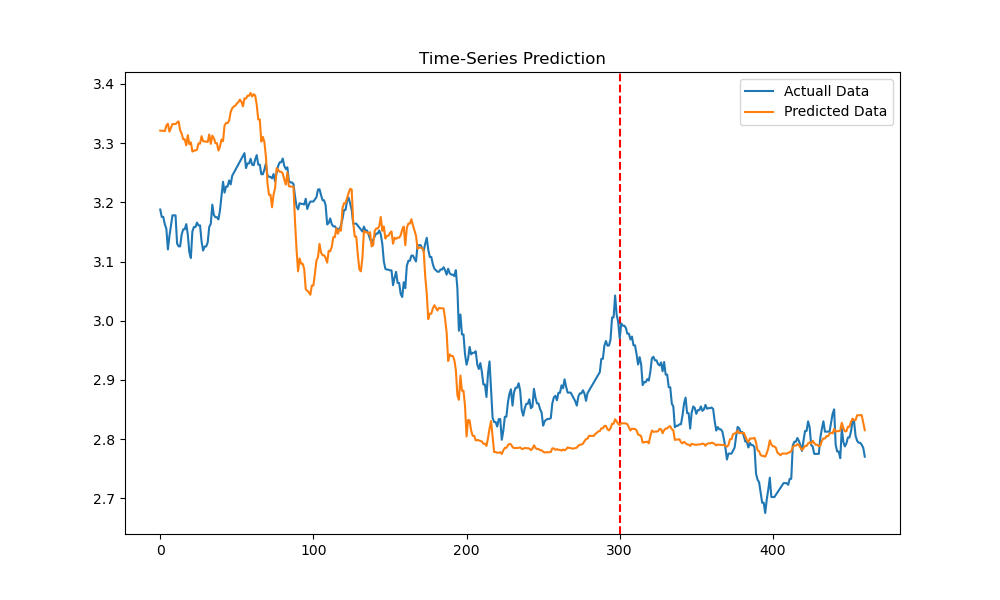 Time-Series Prediction
Actuall Data
Predicted Data
3.4
3.3
3.2
3.1
3.0
2.9
2.8
2.7
0 100 200 300 400